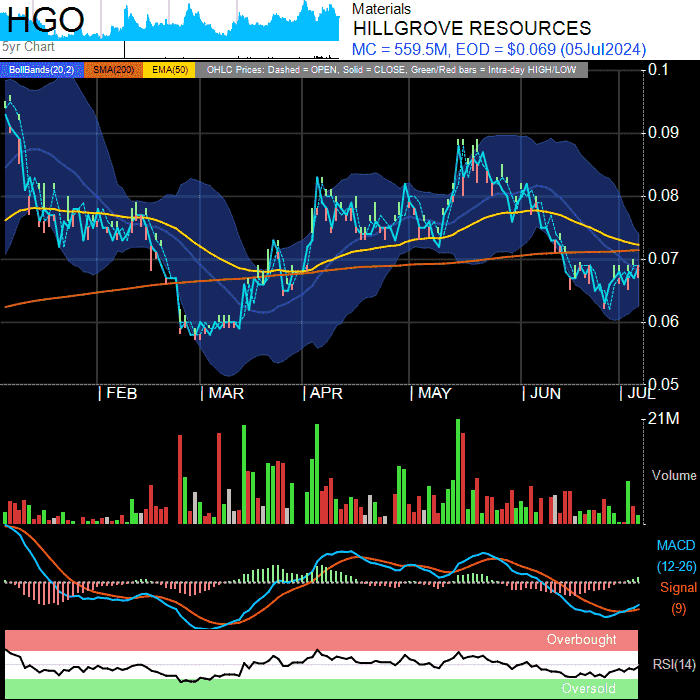 HGO
5yr Chart
Materials
HILLGROVE RESOURCES
MC = 559.5M, EOD = $0.069 (05Jul2024)
BollBands(20,2) SMA(200) EMA(50) OHLC Prices: Dashed = OPEN, Solid = CLOSE, Green/Red bars = Intra-day HIGH/LOW
0.1
0.09
0.08
0.07
0.06
0.05
FEB MAR APR MAY JUN JUL
21M
Volume
MACD
(12-26)
Signal
(9)
Overbought
RSI(14)
Oversold